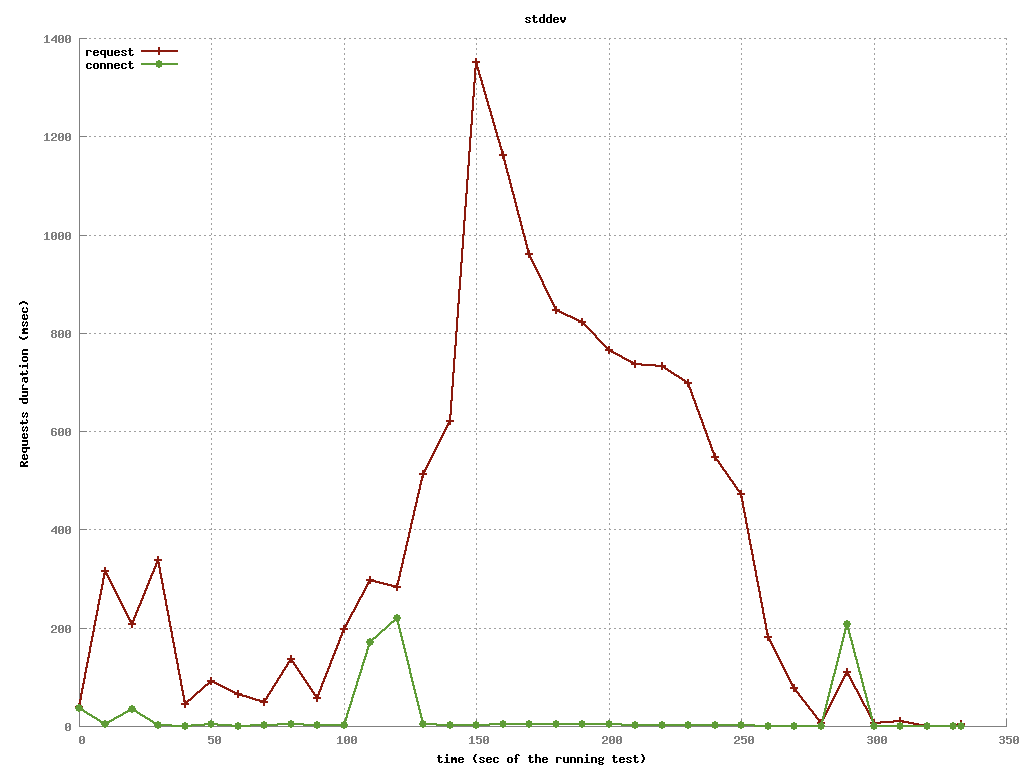 stddev
request
connect
Requests duration (msec)
1400
1200
1000
800
600
400
200
0
0 50 100 150 200 250 300 350
time (sec of the running test)